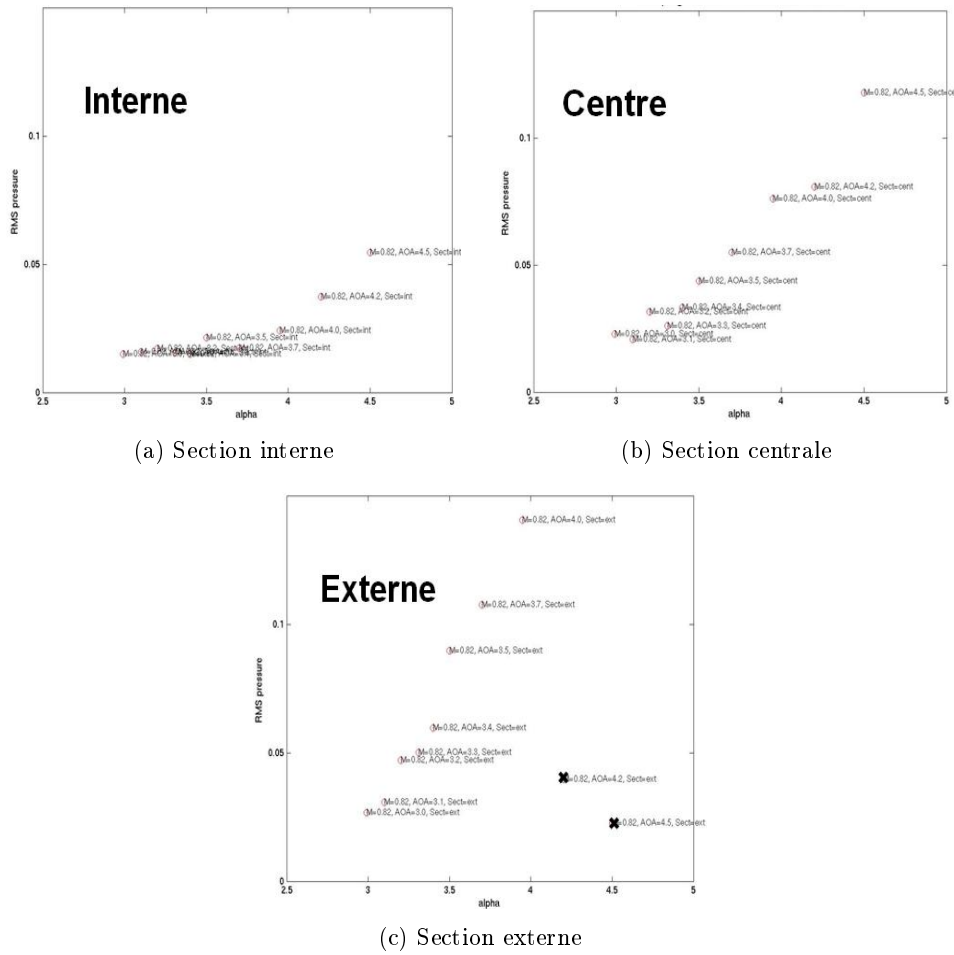 Interne
RMS pressure
0.1
0.05
0
M=0.82, AOA=4.5, Sect=int
M=0.82, AOA=4.2, Sect=int
M=0.82, AOA=4.0, Sect=int
M=0.82, AOA=3.5, Sect=int
M=0.82, AOA=3.7, Sect=int
2.5 3 3.5 4 4.5 5
alpha
(a) Section interne
Centre
RMS pressure
0.1
0.05
0
M=0.82, AOA=4.5, Sect=ce
M=0.82, AOA=4.2, Sect=cent
M=0.82, AOA=4.0, Sect=cent
M=0.82, AOA=3.7, Sect=cent
M=0.82, AOA=3.5, Sect=cent
M=0.82, AOA=3.4, Sect=cent
M=0.82, AOA=3.2, Sect=cent
M=0.82, AOA=3.3, Sect=cent
M=0.82, AOA=3.0, Sect=cent
M=0.82, AOA=3.1, Sect=cent
2.5 3 3.5 4 4.5 5
alpha
(b) Section centrale
Externe
RMS pressure
0.1
0.05
0
M=0.82, AOA=4.0, Sect=ext
M=0.82, AOA=3.7, Sect=ext
M=0.82, AOA=3.5, Sect=ext
M=0.82, AOA=3.4, Sect=ext
M=0.82, AOA=3.3, Sect=ext
M=0.82, AOA=3.2, Sect=ext
=0.82, AOA=4.2, Sect=ext
M=0.82, AOA=3.1, Sect=ext
M=0.82, AOA=3.0, Sect=ext
=0.82, AOA=4.5, Sect=ext
2.5 3 3.5 4 4.5 5
alpha
(c) Section externe